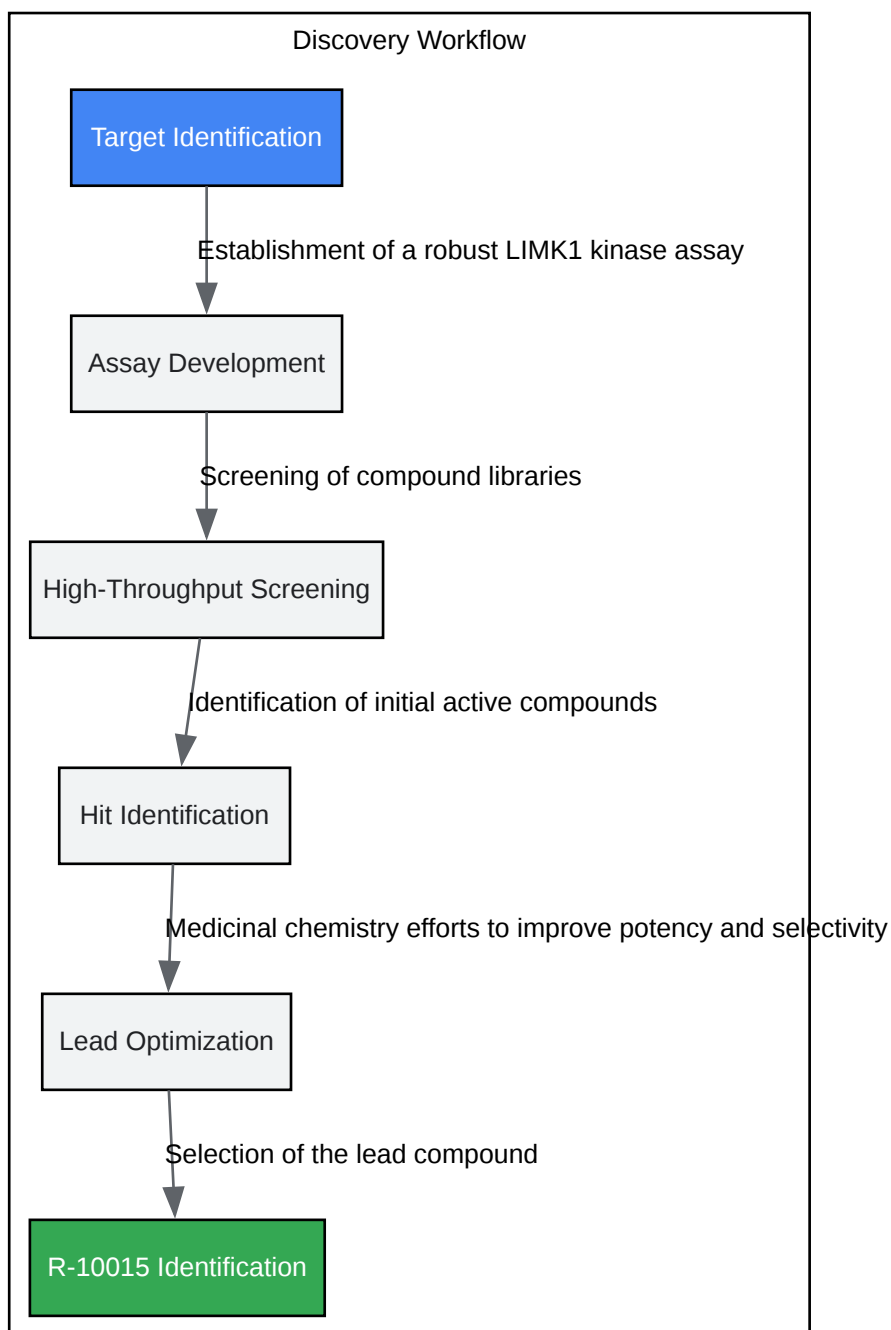 Discovery Workflow
Target Identification
Establishment of a robust LIMK1 kinase assay
Assay Development
Screening of compound libraries
High-Throughput Screening
Identification of initial active compounds
Hit Identification
Medicinal chemistry efforts to improve potency and selectivity
Lead Optimization
Selection of the lead compound
R-10015 Identification